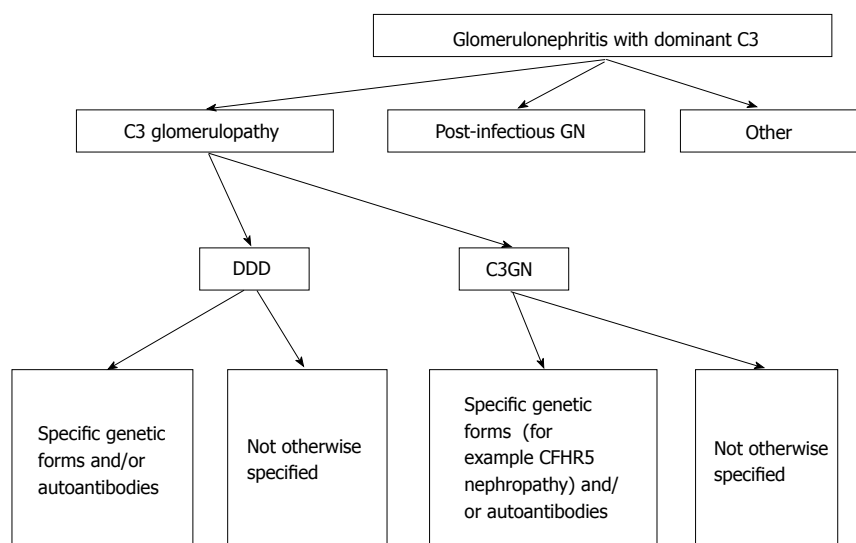 Glomerulonephritis with dominant C3
C3 glomerulopathy
Post-infectious GN
Other
DDD
C3GN
Specific genetic
forms and/or
autoantibodies
Not otherwise
specified
Specific genetic
forms (for
example CFHR5
nephropathy) and/
or autoantibodies
Not otherwise
specified